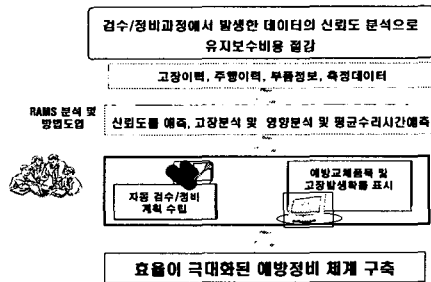 검수/정비과정에서 발생한 데이터의 신뢰도 분석으로
유지보수비용 절감
고장이력, 주행이력, 부품정보, 측정데이터
RAMS 분석 및
방법도입
신뢰도를 예측, 고장분석 및 영향분석 및 평균수리시간예측
자동 검수/정비
계획 수립
예방교체품목 및
고장발생확률 표시
효율이 극대화된 예방정비 체계 구축